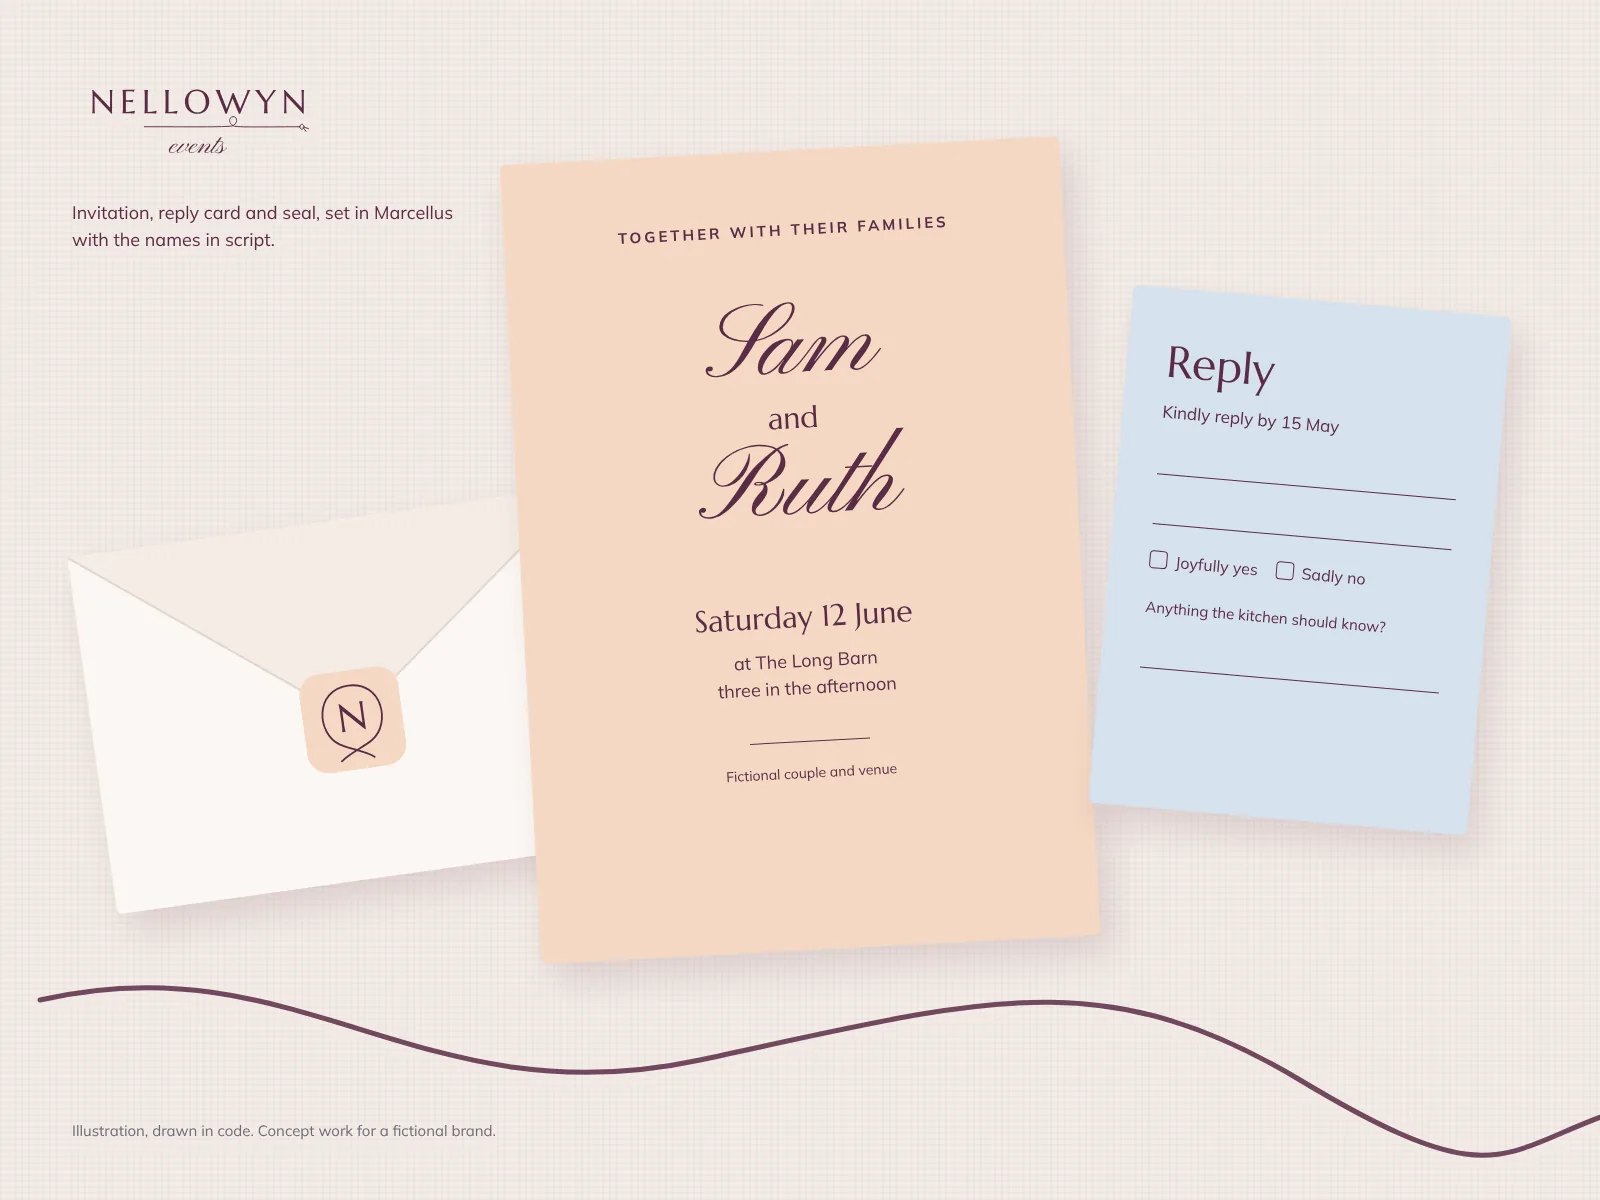 NELLOWYN
events
Invitation, reply card and seal, set in Marcellus
with the names in script.
TOGETHER WITH THEIR FAMILIES
Sam
and
Ruth
Saturday 12 June
at The Long Barn
three in the afternoon
Fictional couple and venue
Reply
Kindly reply by 15 May
Joyfully yes Sadly no
Anything the kitchen should know?
N
Illustration, drawn in code. Concept work for a fictional brand.